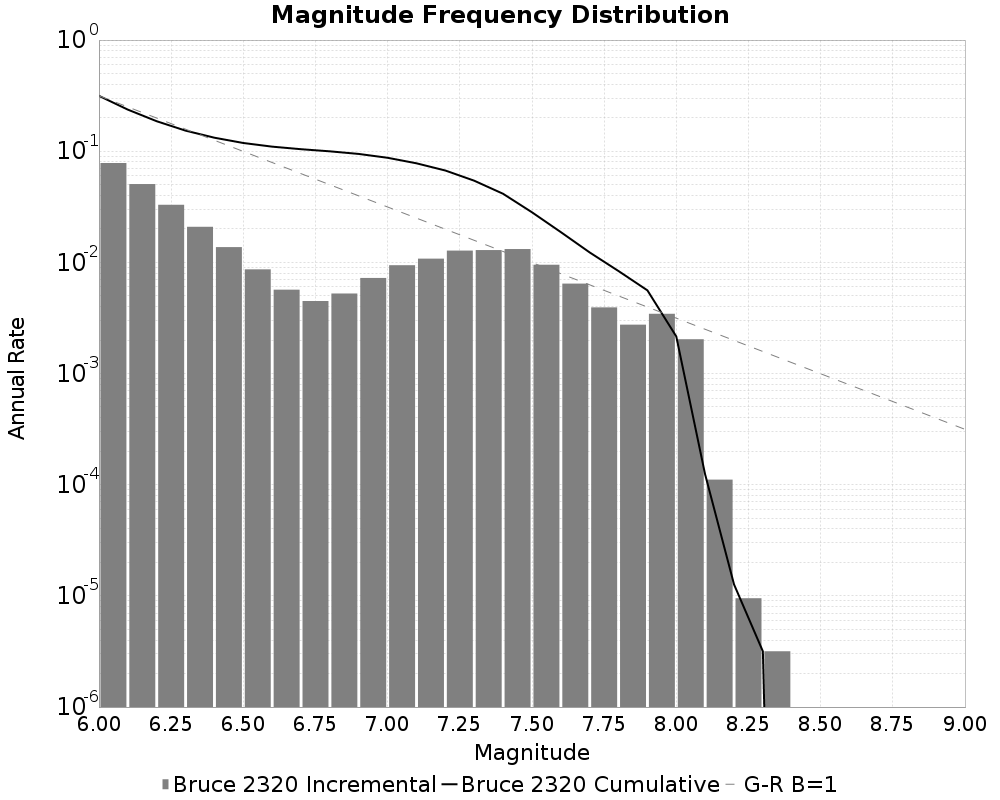 Magnitude Frequency Distribution
10^0
10^-1
10^-2
10^-3
10^-4
10^-5
10^-6
Annual Rate
6.00 6.25 6.50 6.75 7.00 7.25 7.50 7.75 8.00 8.25 8.50 8.75 9.00
Magnitude
Bruce 2320 Incremental Bruce 2320 Cumulative G-R B=1